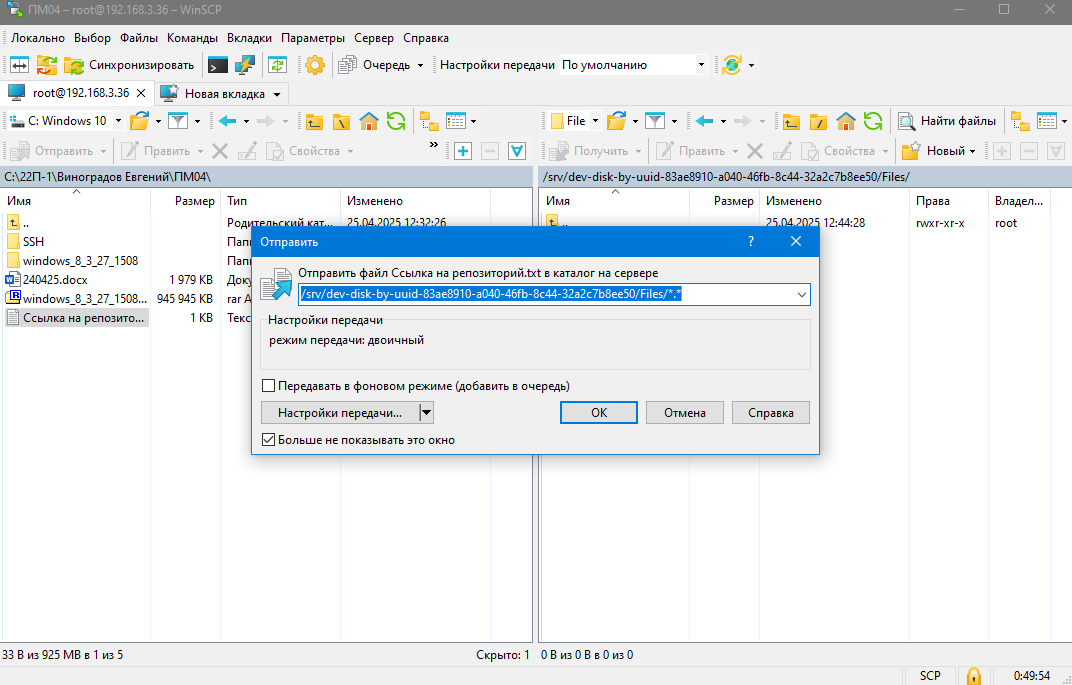 ПМ04 – root@192.168.3.36 – WinSCP
Локально Выбор Файлы Команды Вкладки Параметры Сервер Справка
Синхронизировать Очередь Настройки передачи По умолчанию
root@192.168.3.36 Новая вкладка
C: Windows 10 File Найти файлы
Отправить Править Свойства » Получить Править Свойства Новый
C:\22П-1\Виноградов Евгений\ПМ04\ /srv/dev-disk-by-uuid-83ae8910-a040-46fb-8c44-32a2c7b8ee50/Files/
Имя Размер Тип Изменено Имя Размер Изменено Права Владел...
.. Родительский кат... 25.04.2025 12:32:26 .. 25.04.2025 12:44:28 rwxr-xr-x root
SSH Пап
windows_8_3_27_1508 Пап
240425.docx 1 979 KB Доку
windows_8_3_27_1508... 945 945 KB rar А
Ссылка на репозито... 1 KB Текс
Отправить ?
Отправить файл Ссылка на репозиторий.txt в каталог на сервере
/srv/dev-disk-by-uuid-83ae8910-a040-46fb-8c44-32a2c7b8ee50/Files/*.*
Настройки передачи
режим передачи: двоичный
Передавать в фоновом режиме (добавить в очередь)
Настройки передачи... ОК Отмена Справка
Больше не показывать это окно
33 B из 925 MB в 1 из 5 Скрыто: 1 0 B из 0 B в 0 из 0
SCP 0:49:54